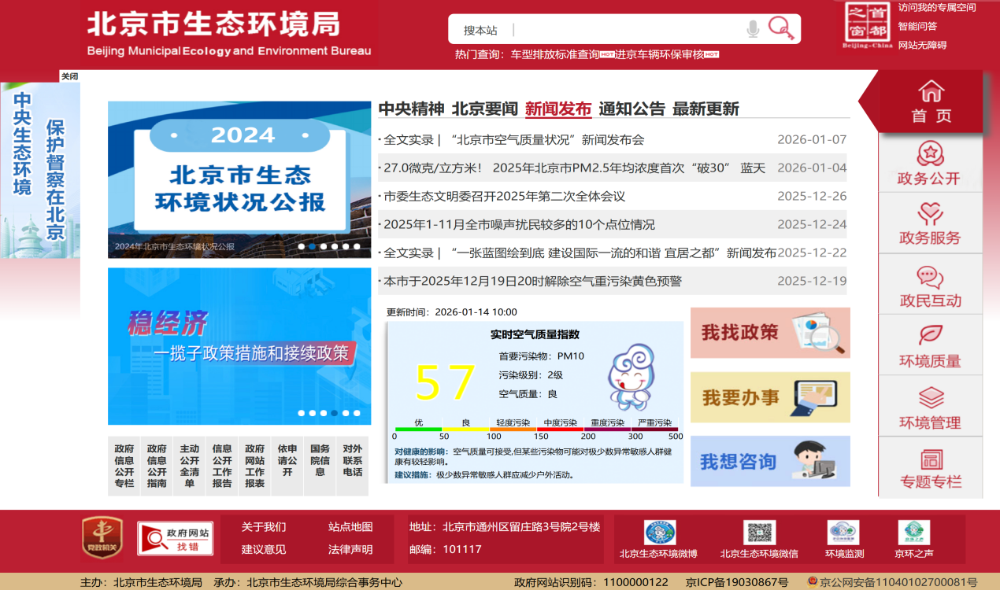 北京市生态环境局
Beijing Municipal Ecology and Environment Bureau
搜本站
热门查询：车型排放标准查询HOT进京车辆环保审核HOT
首都之窗
Beijing-China
访问我的专属空间
智能问答
网站无障碍
关闭
中央生态环境
保护督察在北京
2024
北京市生态
环境状况公报
2024年北京市生态环境状况公报
稳经济
一揽子政策措施和接续政策
政府信息公开专栏
政府信息公开指南
主动公开全清单
信息公开工作报告
政府网站工作报表
依申请公开
国务院信息
对外联系电话
中央精神 北京要闻 新闻发布 通知公告 最新更新
·全文实录 | “北京市空气质量状况”新闻发布会 2026-01-07
·27.0微克/立方米！ 2025年北京市PM2.5年均浓度首次“破30” 蓝天 2026-01-04
·市委生态文明委召开2025年第二次全体会议 2025-12-26
·2025年1-11月全市噪声扰民较多的10个点位情况 2025-12-24
·全文实录 | “一张蓝图绘到底 建设国际一流的和谐 宜居之都”新闻发布 2025-12-22
·本市于2025年12月19日20时解除空气重污染黄色预警 2025-12-19
更新时间：2026-01-14 10:00
实时空气质量指数
57
首要污染物：PM10
污染级别：2级
空气质量：良
优 良 轻度污染 中度污染 重度污染 严重污染
0 50 100 150 200 300 500
对健康的影响：空气质量可接受,但某些污染物可能对极少数异常敏感人群健
康有较轻影响。
建议措施：极少数异常敏感人群应减少户外活动。
我找政策
我要办事
我想咨询
首 页
政务公开
政务服务
政民互动
环境质量
环境管理
专题专栏
党政机关
政府网站
找错
关于我们 站点地图
建议意见 法律声明
地址：北京市通州区留庄路3号院2号楼
邮编：101117
北京生态环境微博
北京生态环境微信
环境监测
京环之声
主办：北京市生态环境局 承办：北京市生态环境局综合事务中心
政府网站识别码：1100000122 京ICP备19030867号 京公网安备11040102700081号